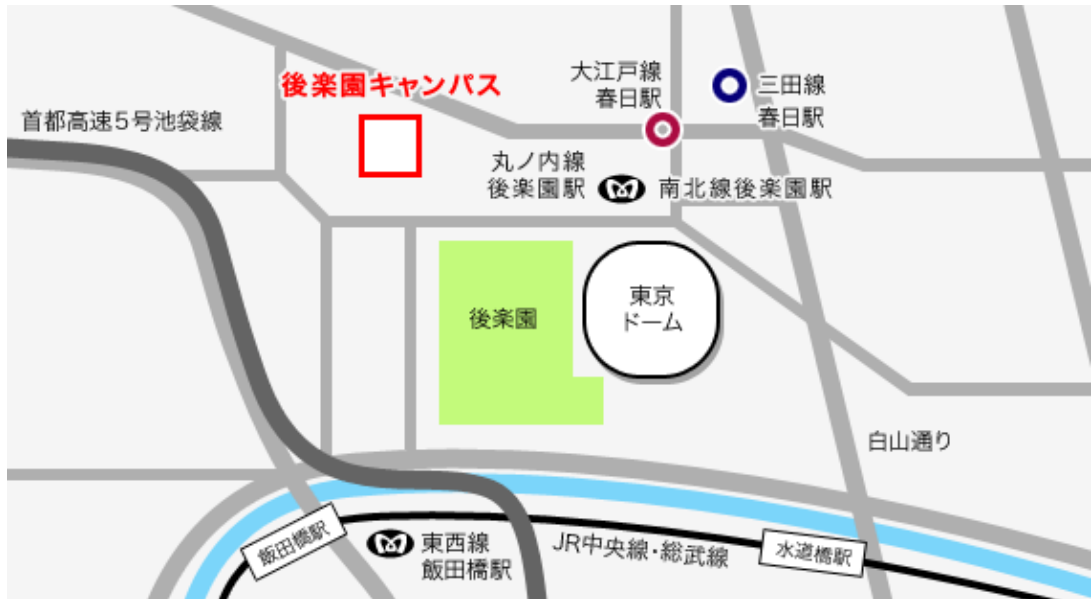 後楽園キャンパス
大江戸線
春日駅
三田線
春日駅
首都高速5号池袋線
丸ノ内線
後楽園駅
南北線後楽園駅
後楽園
東京
ドーム
白山通り
飯田橋駅
東西線
飯田橋駅
JR中央線・総武線
水道橋駅